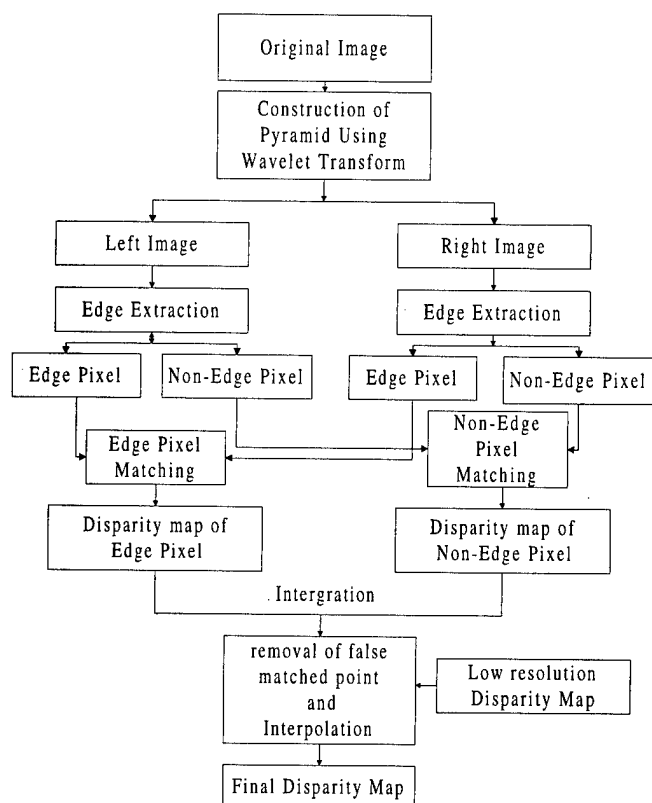 Original Image
Construction of
Pyramid Using
Wavelet Transform
Left Image
Right Image
Edge Extraction
Edge Extraction
Edge Pixel
Non-Edge Pixel
Edge Pixel
Non-Edge Pixel
Edge Pixel
Matching
Non-Edge
Pixel
Matching
Disparity map of
Edge Pixel
Disparity map of
Non-Edge Pixel
. Intergration
removal of false
matched point
and
Interpolation
Low resolution
Disparity Map
Final Disparity Map